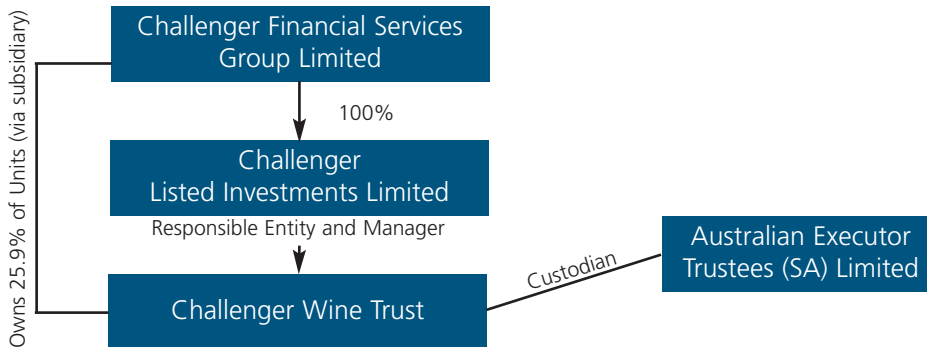 Owns 25.9% of Units (via subsidiary)
Challenger Financial Services
Group Limited
100%
Challenger
Listed Investments Limited
Responsible Entity and Manager
Challenger Wine Trust
Custodian
Australian Executor
Trustees (SA) Limited